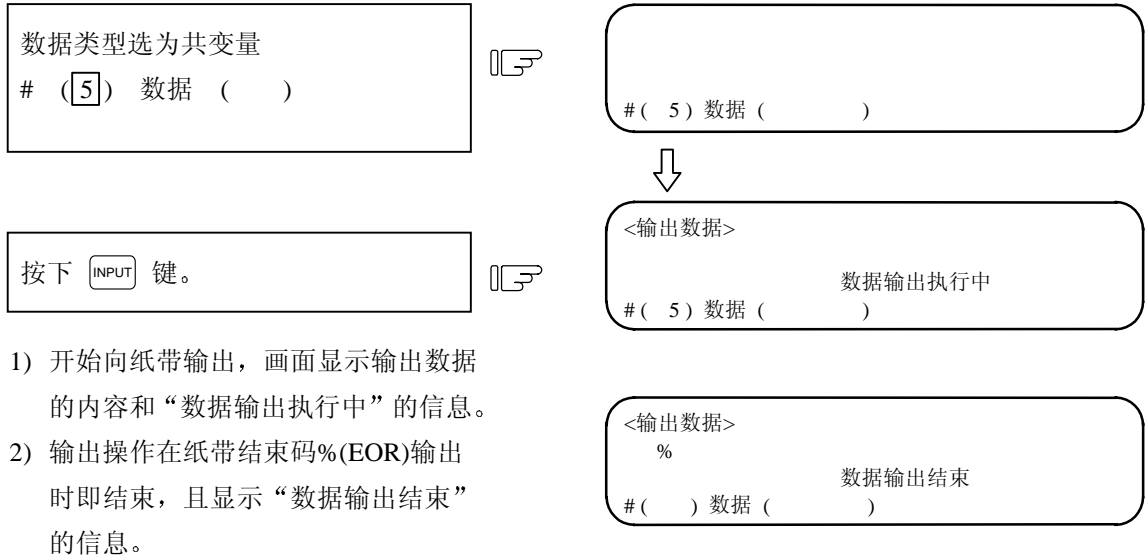 数据类型选为共变量
# (5) 数据 ( )
#( 5) 数据 ( )
按下 INPUT 键。
<输出数据>
数据输出执行中
#( 5) 数据 ( )
1) 开始向纸带输出，画面显示输出数据
的内容和“数据输出执行中”的信息。
2) 输出操作在纸带结束码%(EOR)输出
时即结束，且显示“数据输出结束”
的信息。
<输出数据>
%
数据输出结束
#( ) 数据 ( )